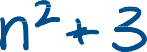 n² + 3